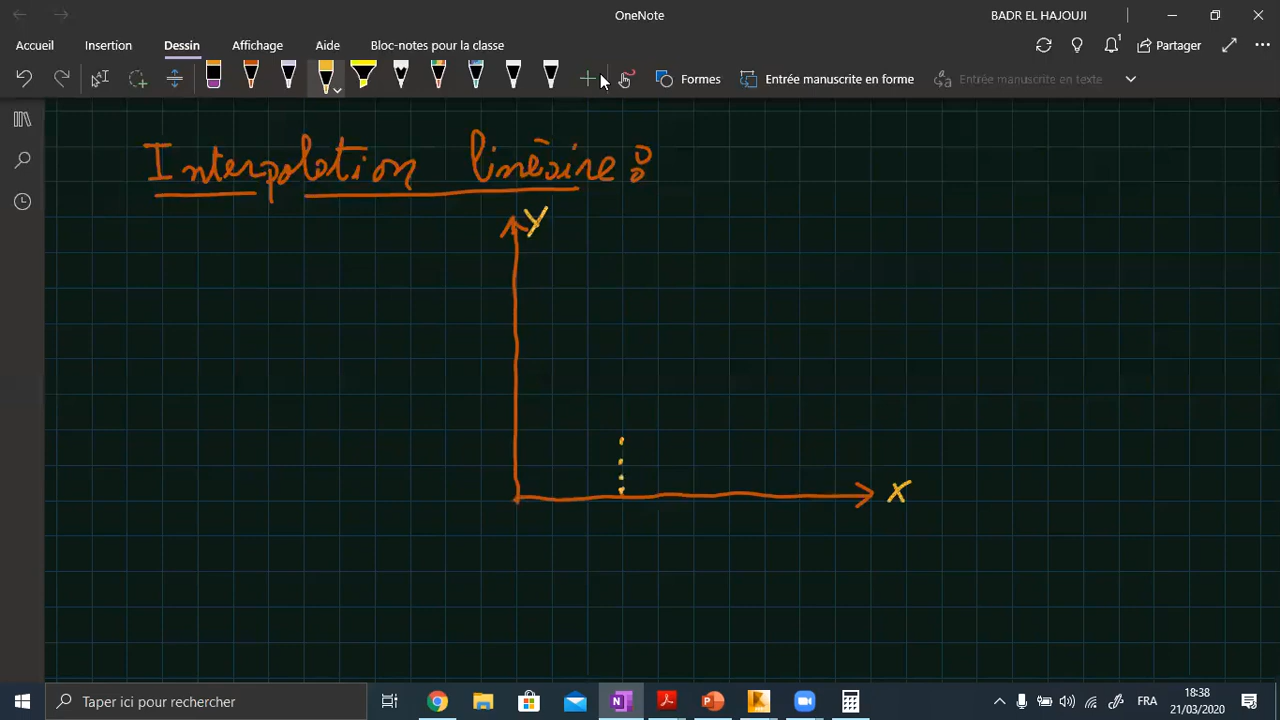 OneNote
BADR EL HAJOUJI
Accueil
Insertion
Dessin
Affichage
Aide
Bloc-notes pour la classe
Partager
Formes
Entrée manuscrite en forme
Entrée manuscrite en texte
Interpolation linéaire :
Y
X
Taper ici pour rechercher
FRA
18:38
21/03/2020